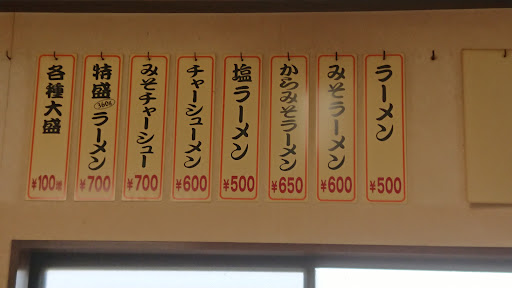 ラーメン
¥500
みそラーメン
¥600
からみそラーメン
¥650
塩ラーメン
¥500
チャーシューメン
¥600
みそチャーシュー
¥700
特盛ラーメン
¥700
各種大盛
¥100増